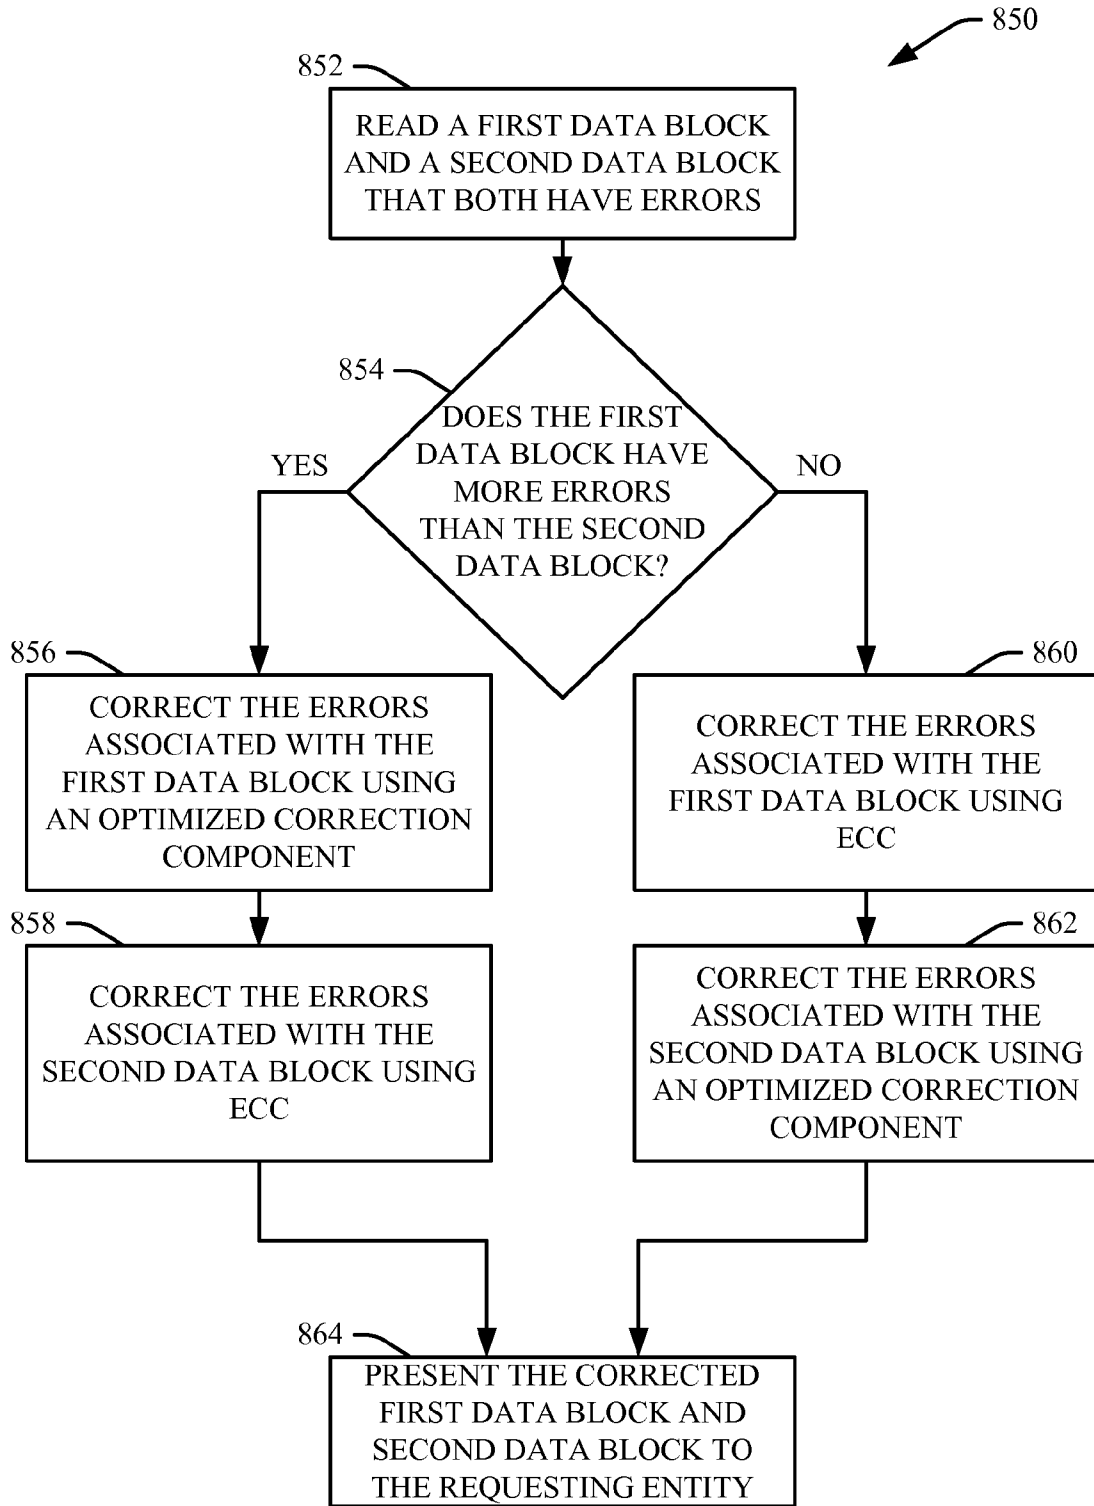 850
852
READ A FIRST DATA BLOCK
AND A SECOND DATA BLOCK
THAT BOTH HAVE ERRORS
854
DOES THE FIRST
DATA BLOCK HAVE
MORE ERRORS
THAN THE SECOND
DATA BLOCK?
YES
NO
856
CORRECT THE ERRORS
ASSOCIATED WITH THE
FIRST DATA BLOCK USING
AN OPTIMIZED CORRECTION
COMPONENT
860
CORRECT THE ERRORS
ASSOCIATED WITH THE
FIRST DATA BLOCK USING
ECC
858
CORRECT THE ERRORS
ASSOCIATED WITH THE
SECOND DATA BLOCK USING
ECC
862
CORRECT THE ERRORS
ASSOCIATED WITH THE
SECOND DATA BLOCK USING
AN OPTIMIZED CORRECTION
COMPONENT
864
PRESENT THE CORRECTED
FIRST DATA BLOCK AND
SECOND DATA BLOCK TO
THE REQUESTING ENTITY